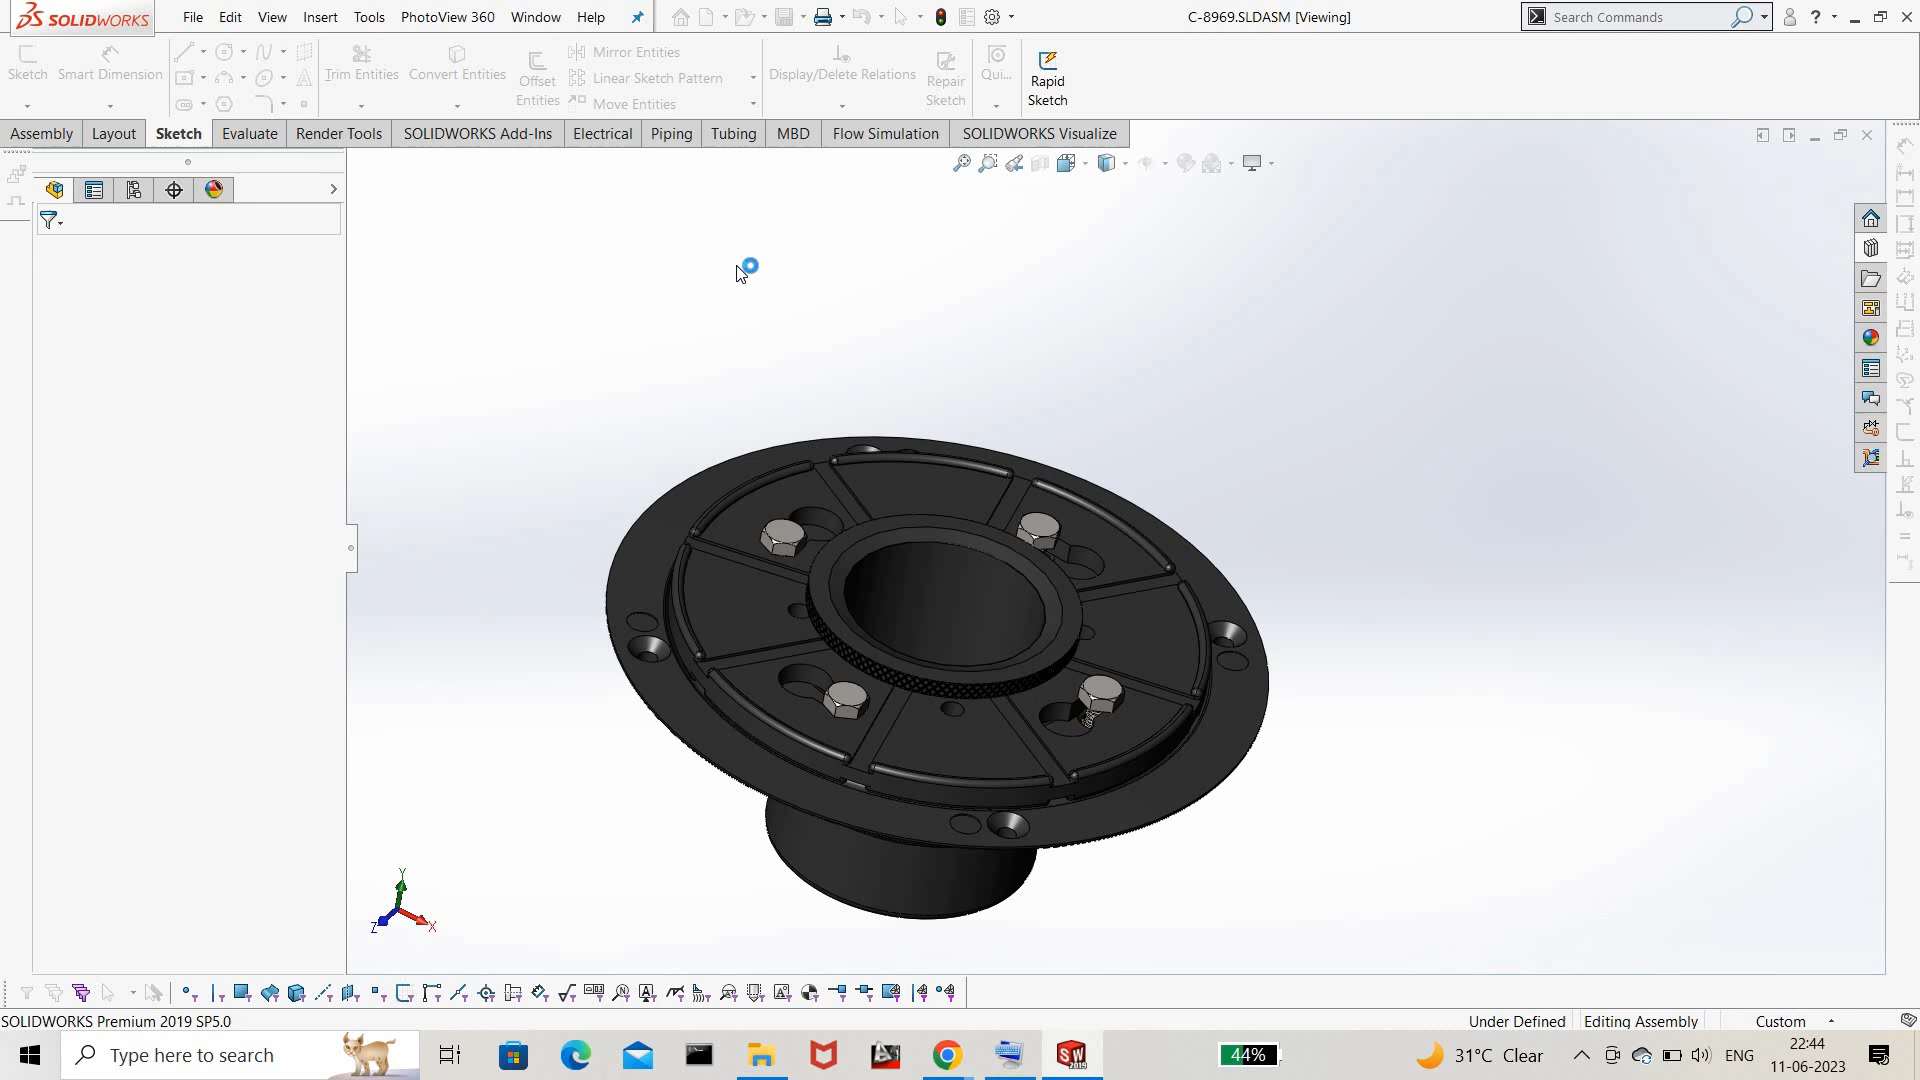 SOLIDWORKS
File Edit View Insert Tools PhotoView 360 Window Help
C-8969.SLDASM [Viewing]
Search Commands
?
Sketch
Smart Dimension
Trim Entities
Convert Entities
Offset Entities
Mirror Entities
Linear Sketch Pattern
Move Entities
Display/Delete Relations
Repair Sketch
Qui...
Rapid Sketch
Assembly Layout Sketch Evaluate Render Tools SOLIDWORKS Add-Ins Electrical Piping Tubing MBD Flow Simulation SOLIDWORKS Visualize
Y
Z
X
SOLIDWORKS Premium 2019 SP5.0
Under Defined Editing Assembly Custom
Type here to search
SW
2019
44%
31°C Clear
ENG
22:44
11-06-2023